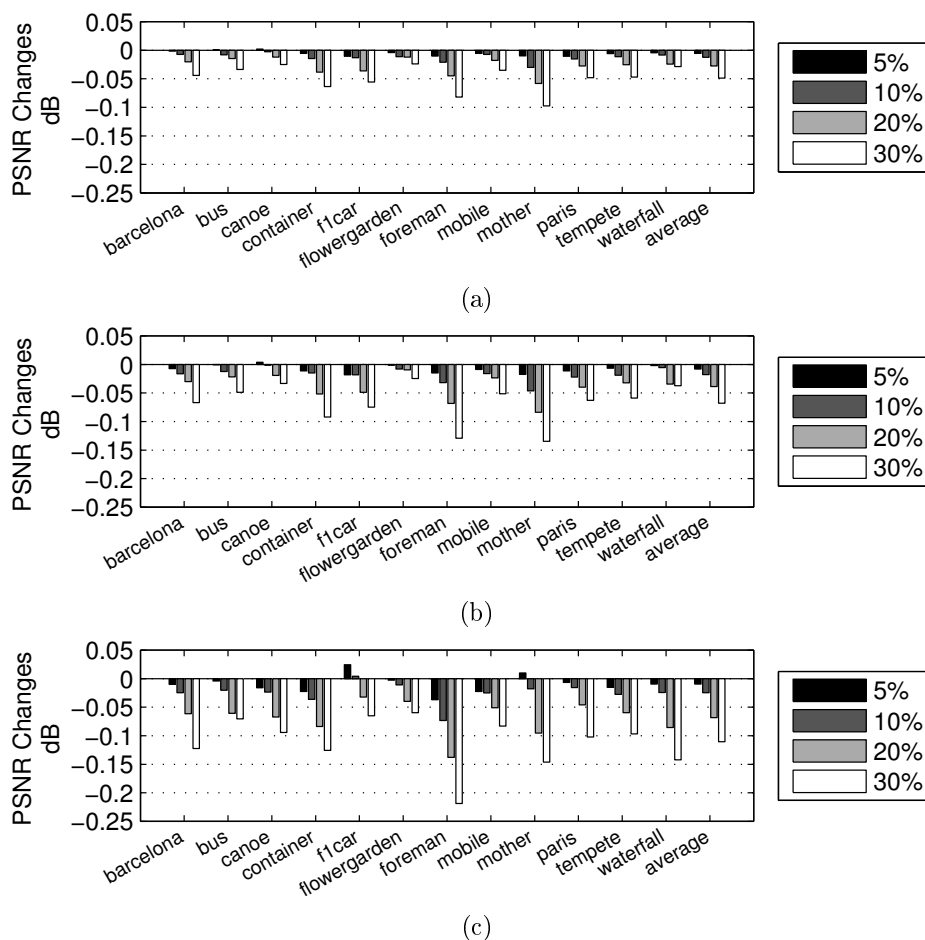 0.05
0
−0.05
−0.1
−0.15
−0.2
−0.25
PSNR Changes
dB
barcelona
bus
canoe
container
f1car
flowergarden
foreman
mobile
mother
paris
tempete
waterfall
average
5%
10%
20%
30%
(a)
0.05
0
−0.05
−0.1
−0.15
−0.2
−0.25
PSNR Changes
dB
barcelona
bus
canoe
container
f1car
flowergarden
foreman
mobile
mother
paris
tempete
waterfall
average
5%
10%
20%
30%
(b)
0.05
0
−0.05
−0.1
−0.15
−0.2
−0.25
PSNR Changes
dB
barcelona
bus
canoe
container
f1car
flowergarden
foreman
mobile
mother
paris
tempete
waterfall
average
5%
10%
20%
30%
(c)